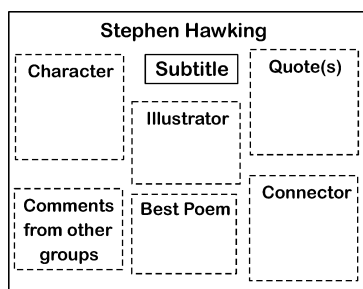 Stephen Hawking
Character
Subtitle
Quote(s)
Illustrator
Comments
from other
groups
Best Poem
Connector